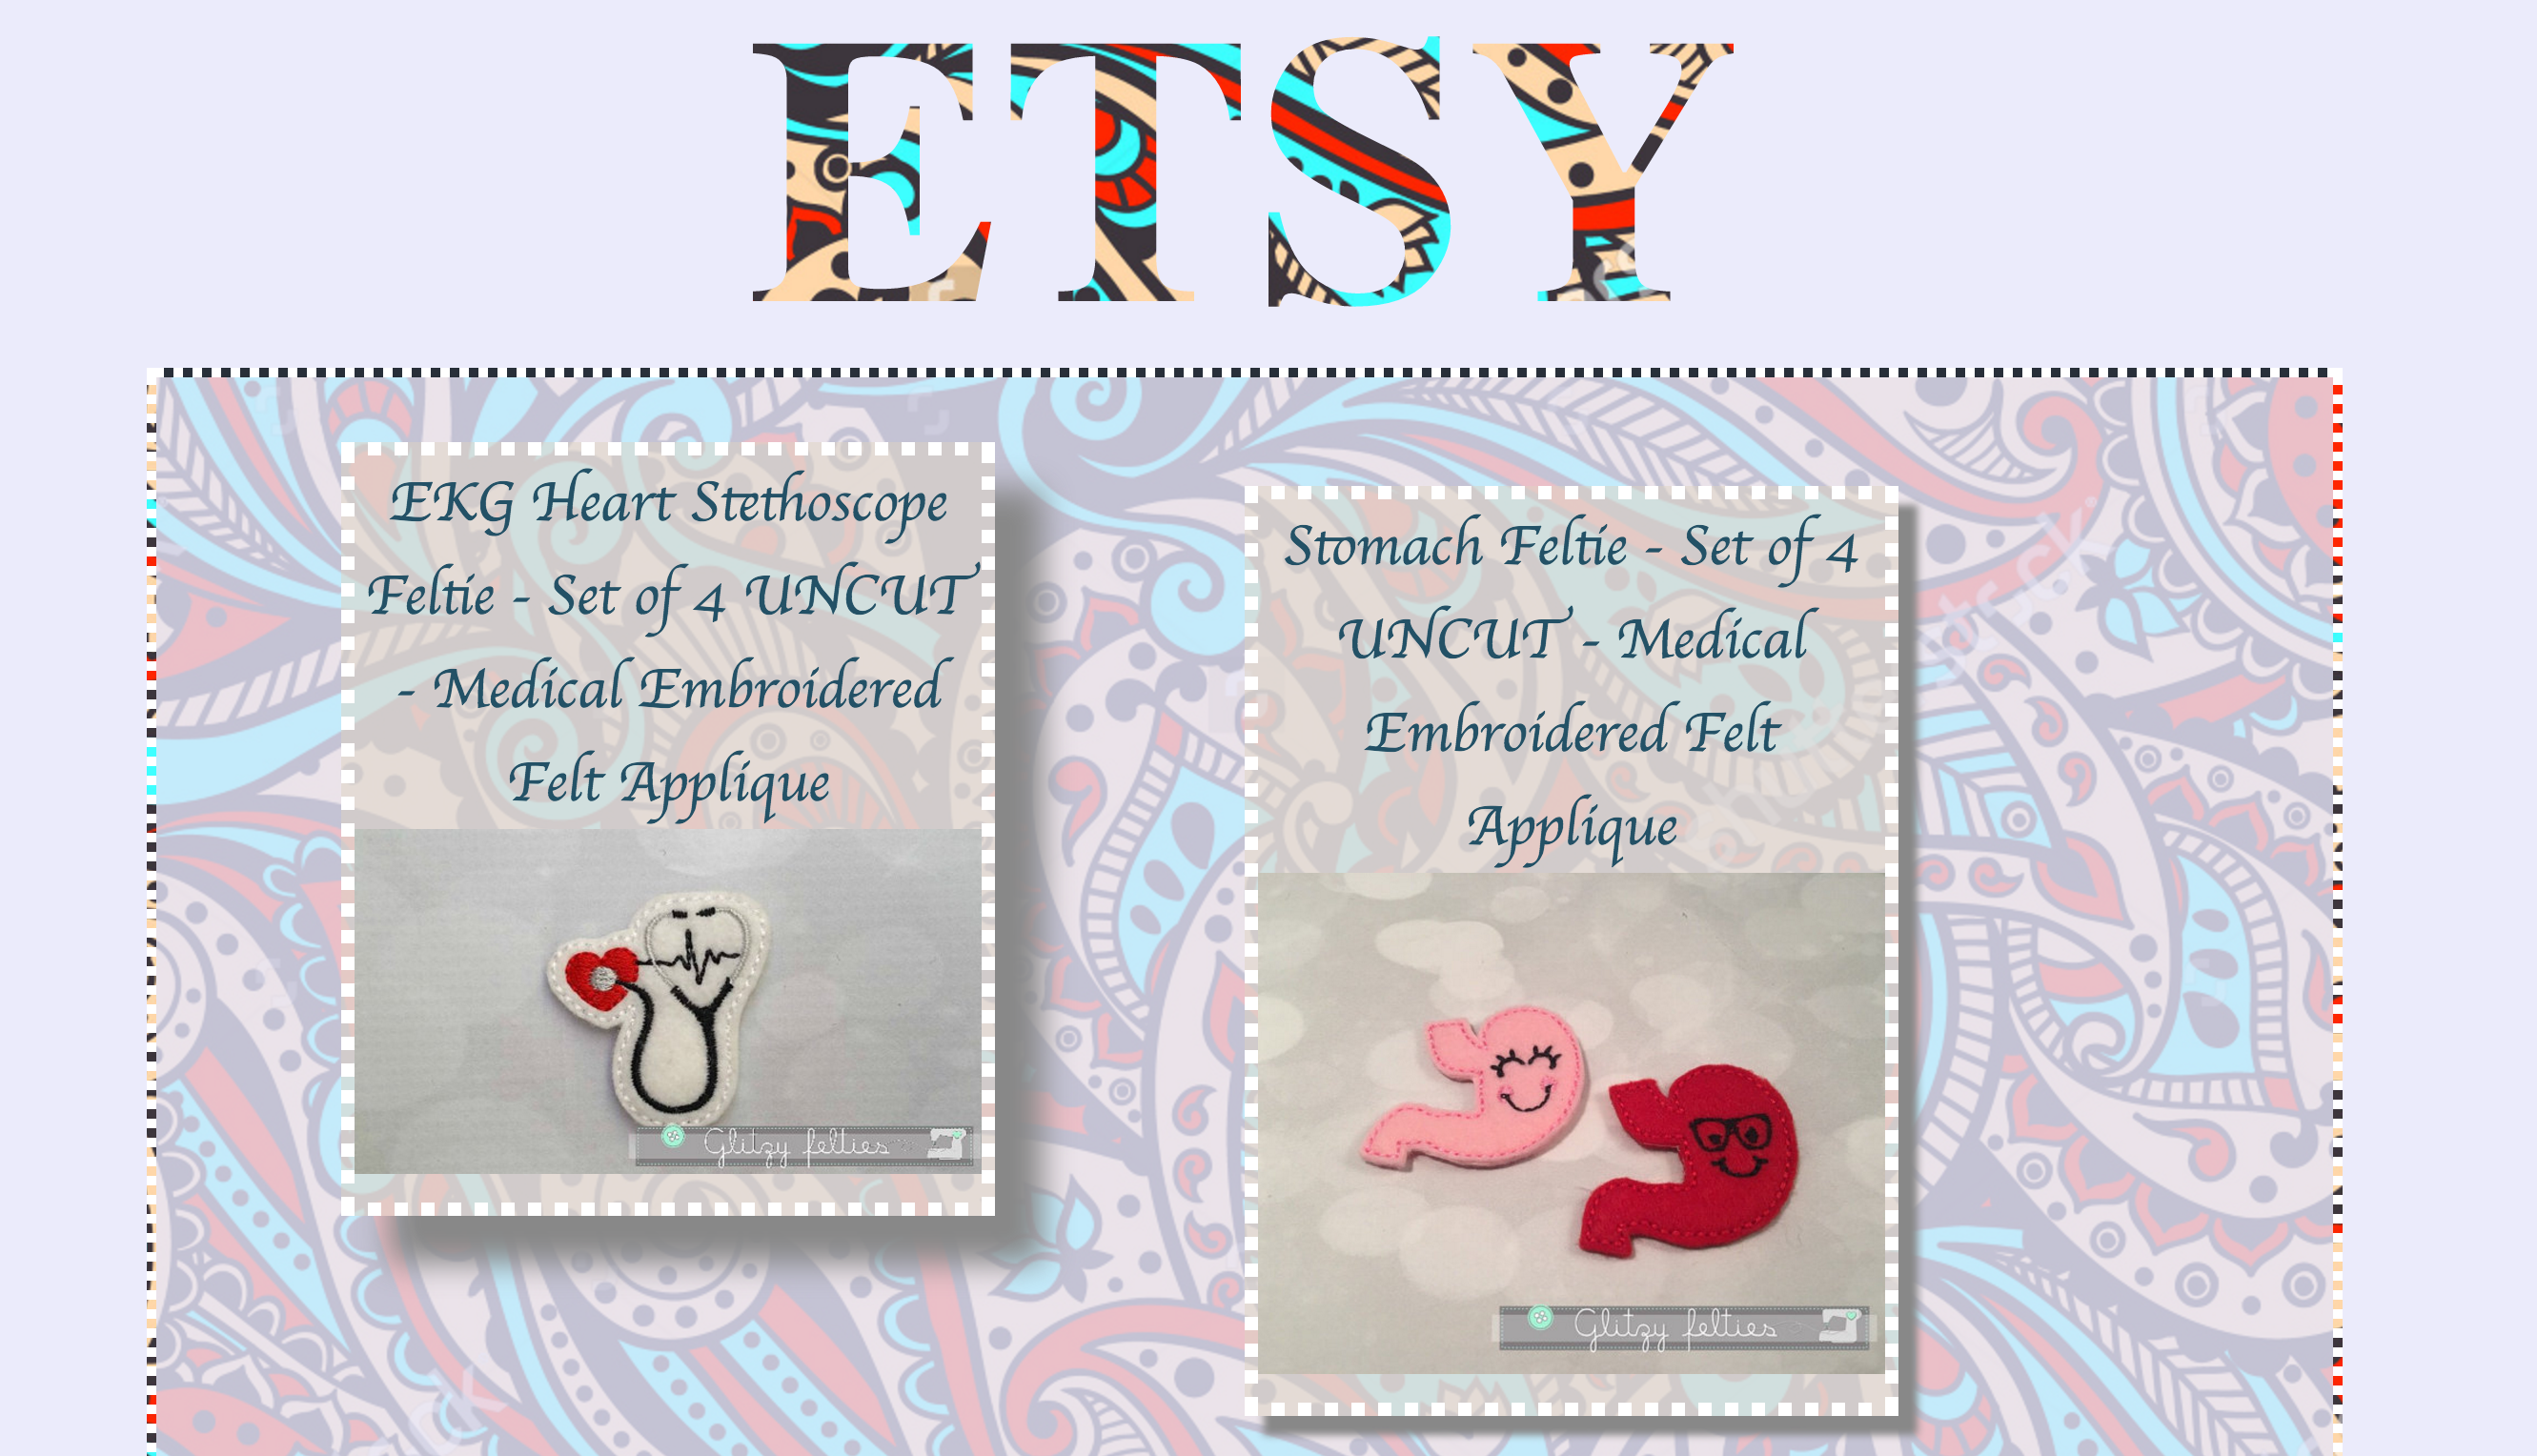 ETSY
EKG Heart Stethoscope
Feltie - Set of 4 UNCUT
- Medical Embroidered
Felt Applique
Glitzy felties
Stomach Feltie - Set of 4
UNCUT - Medical
Embroidered Felt
Applique
Glitzy felties